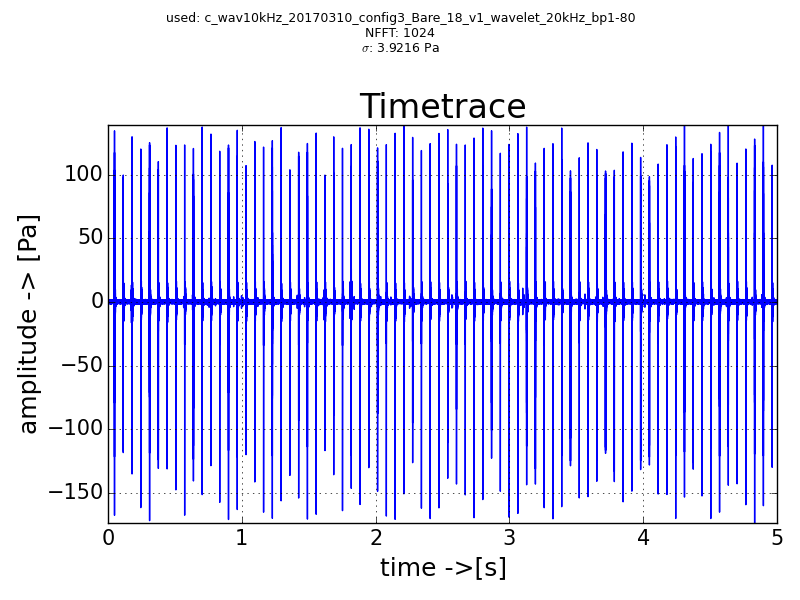 used: c_wav10kHz_20170310_config3_Bare_18_v1_wavelet_20kHz_bp1-80
NFFT: 1024
σ: 3.9216 Pa
Timetrace
amplitude -> [Pa]
100
50
0
−50
−100
−150
0 1 2 3 4 5
time ->[s]